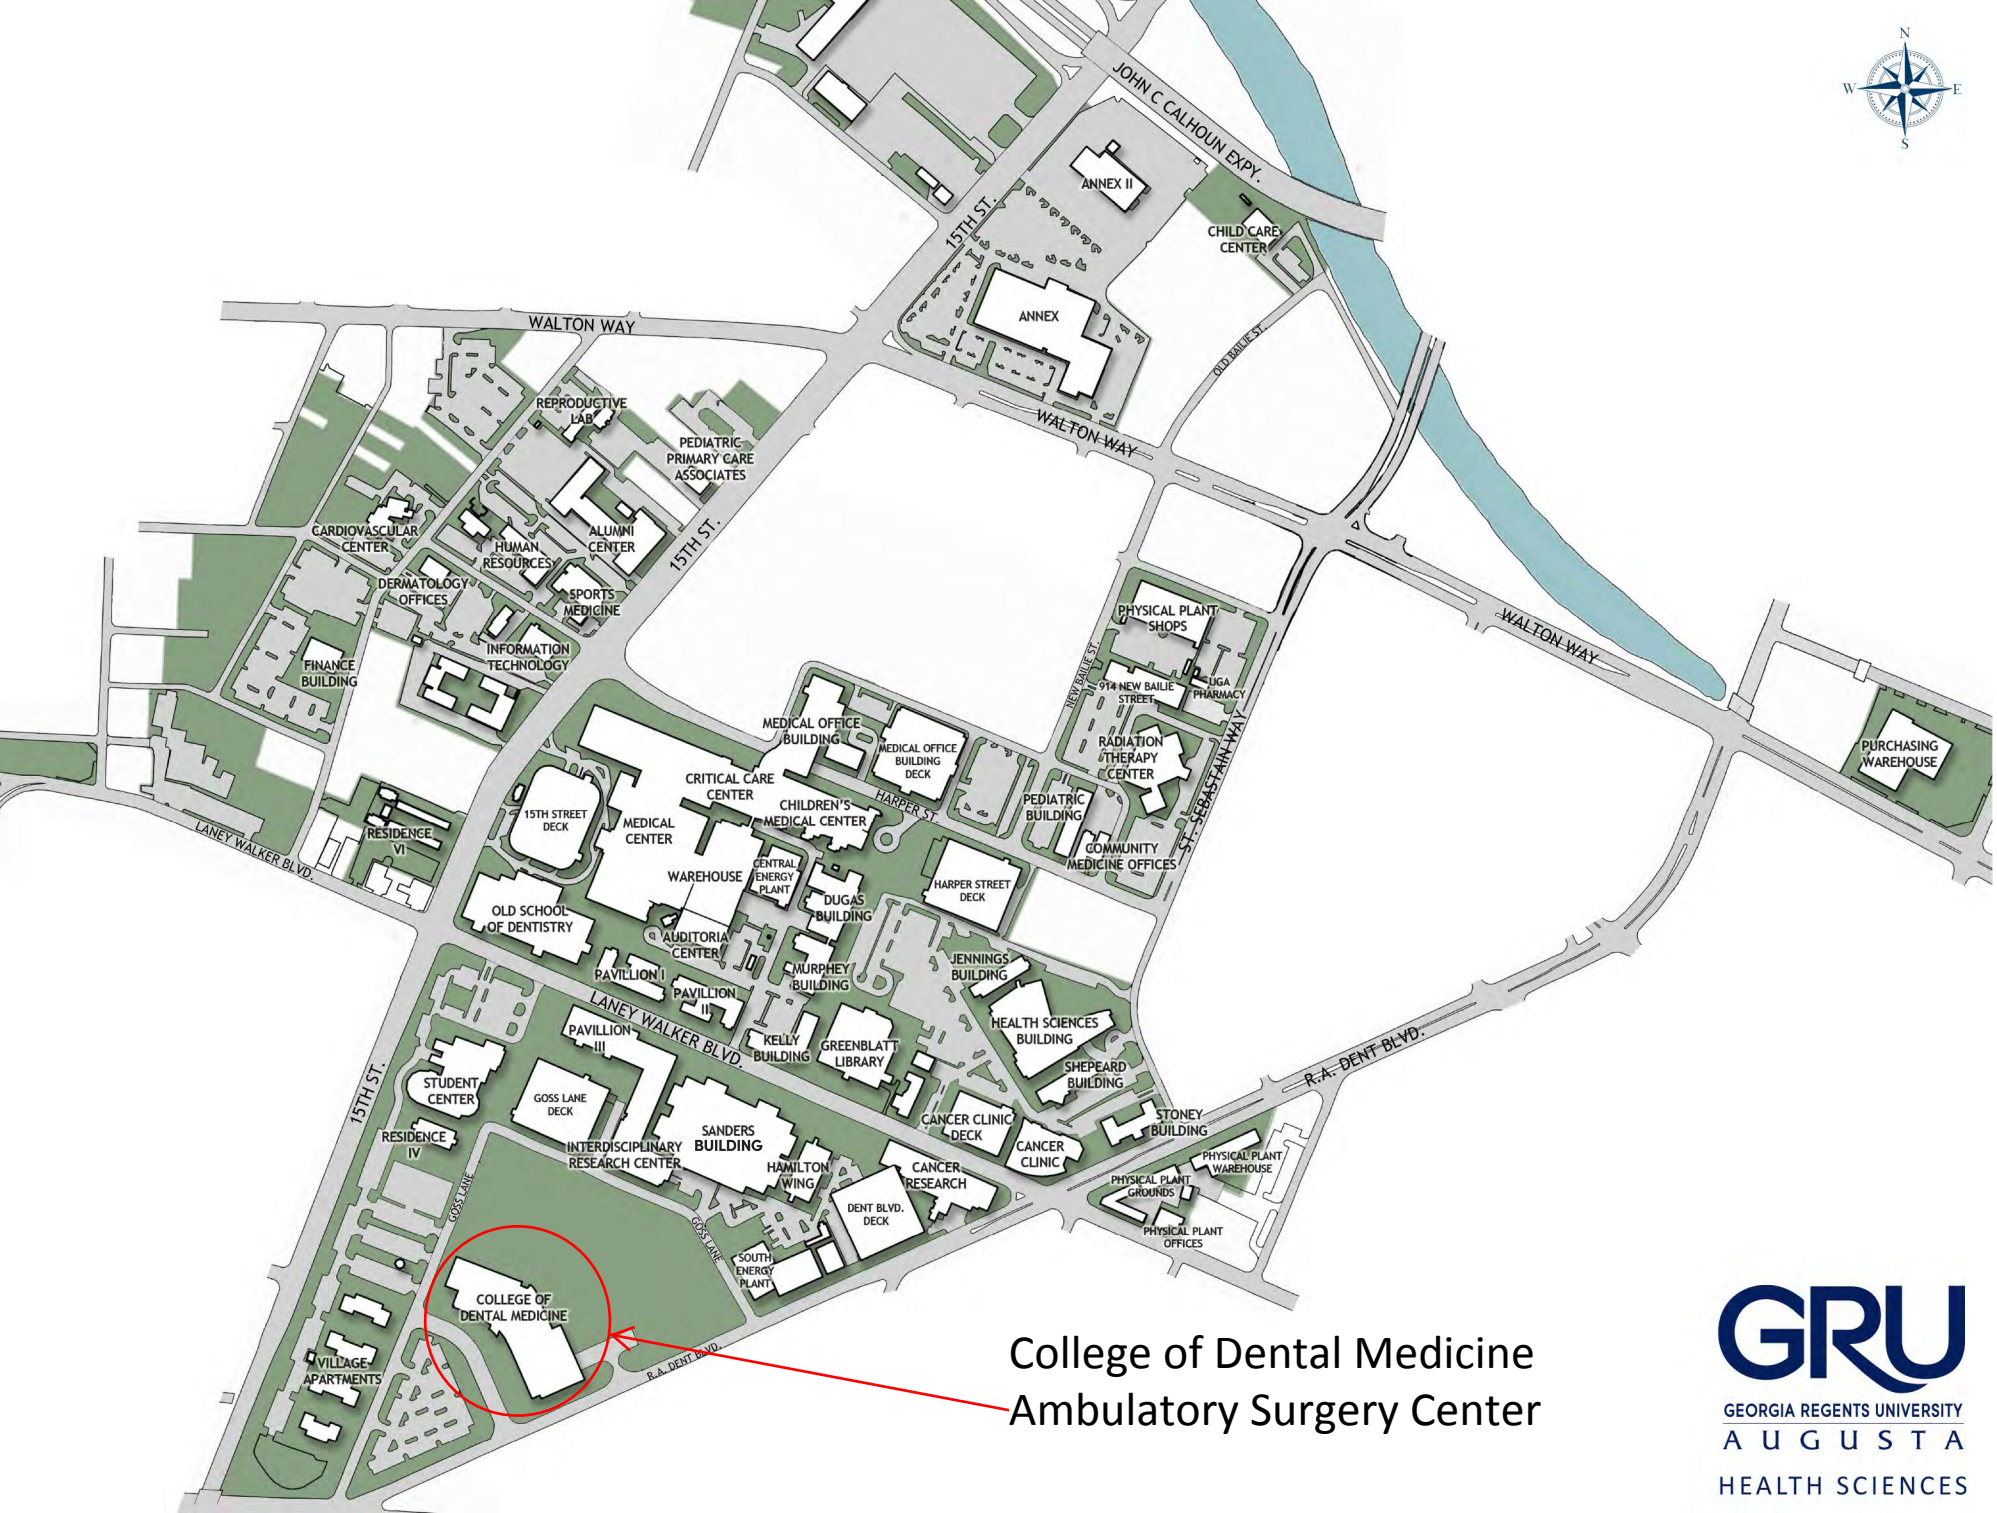 N
W
E
S
JOHN C CALHOUN EXPY.
ANNEX II
15TH ST.
CHILD CARE
CENTER
ANNEX
WALTON WAY
OLD BAILIE ST.
REPRODUCTIVE
LAB
PEDIATRIC
PRIMARY CARE
ASSOCIATES
WALTON WAY
CARDIOVASCULAR
CENTER
HUMAN
RESOURCES
ALUMNI
CENTER
15TH ST.
DERMATOLOGY
OFFICES
SPORTS
MEDICINE
PHYSICAL PLANT
SHOPS
WALTON WAY
FINANCE
BUILDING
INFORMATION
TECHNOLOGY
NEW BAILIE ST.
914 NEW BAILIE
STREET
UGA
PHARMACY
MEDICAL OFFICE
BUILDING
MEDICAL OFFICE
BUILDING
DECK
RADIATION
THERAPY
CENTER
ST. SEBASTAIN WAY
PURCHASING
WAREHOUSE
CRITICAL CARE
CENTER
HARPER ST.
CHILDREN'S
MEDICAL CENTER
PEDIATRIC
BUILDING
LANEY WALKER BLVD.
RESIDENCE
VI
15TH STREET
DECK
MEDICAL
CENTER
COMMUNITY
MEDICINE OFFICES
WAREHOUSE
CENTRAL
ENERGY
PLANT
HARPER STREET
DECK
DUGAS
BUILDING
OLD SCHOOL
OF DENTISTRY
AUDITORIA
CENTER
PAVILLION I
PAVILLION
II
MURPHEY
BUILDING
JENNINGS
BUILDING
LANEY WALKER BLVD.
PAVILLION
III
KELLY
BUILDING
GREENBLATT
LIBRARY
HEALTH SCIENCES
BUILDING
SHEPEARD
BUILDING
R.A. DENT BLVD.
15TH ST.
STUDENT
CENTER
GOSS LANE
DECK
SANDERS
BUILDING
CANCER CLINIC
DECK
CANCER
CLINIC
STONEY
BUILDING
RESIDENCE
IV
INTERDISCIPLINARY
RESEARCH CENTER
HAMILTON
WING
CANCER
RESEARCH
PHYSICAL PLANT
WAREHOUSE
PHYSICAL PLANT
GROUNDS
GOSS LANE
DENT BLVD.
DECK
GOSS LANE
PHYSICAL PLANT
OFFICES
SOUTH
ENERGY
PLANT
COLLEGE OF
DENTAL MEDICINE
VILLAGE
APARTMENTS
R.A. DENT BLVD.
College of Dental Medicine
Ambulatory Surgery Center
GRU
GEORGIA REGENTS UNIVERSITY
AUGUSTA
HEALTH SCIENCES